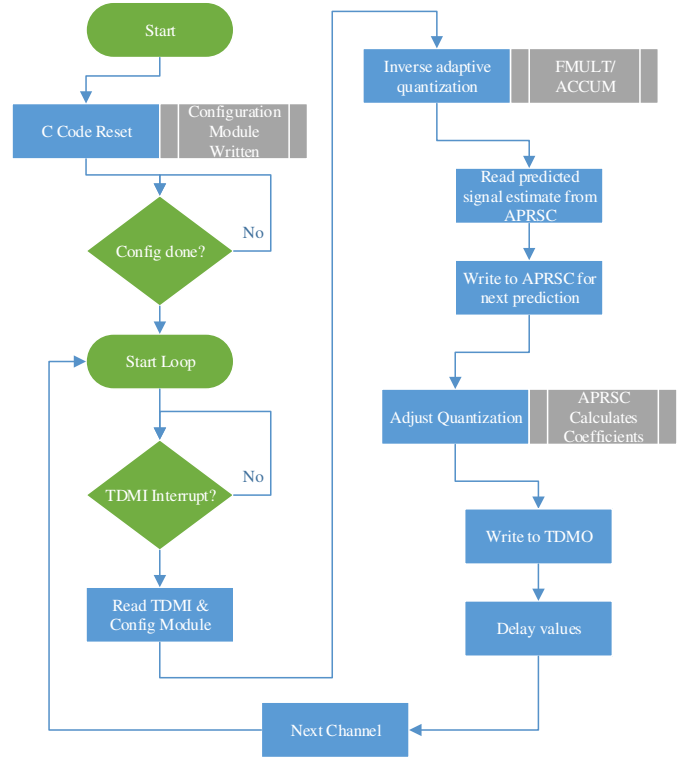 Start
C Code Reset
Configuration
Module
Written
No
Config done?
Start Loop
No
TDMI Interrupt?
Read TDMI &
Config Module
Inverse adaptive
quantization
FMULT/
ACCUM
Read predicted
signal estimate from
APRSC
Write to APRSC for
next prediction
Adjust Quantization
APRSC
Calculates
Coefficients
Write to TDMO
Delay values
Next Channel